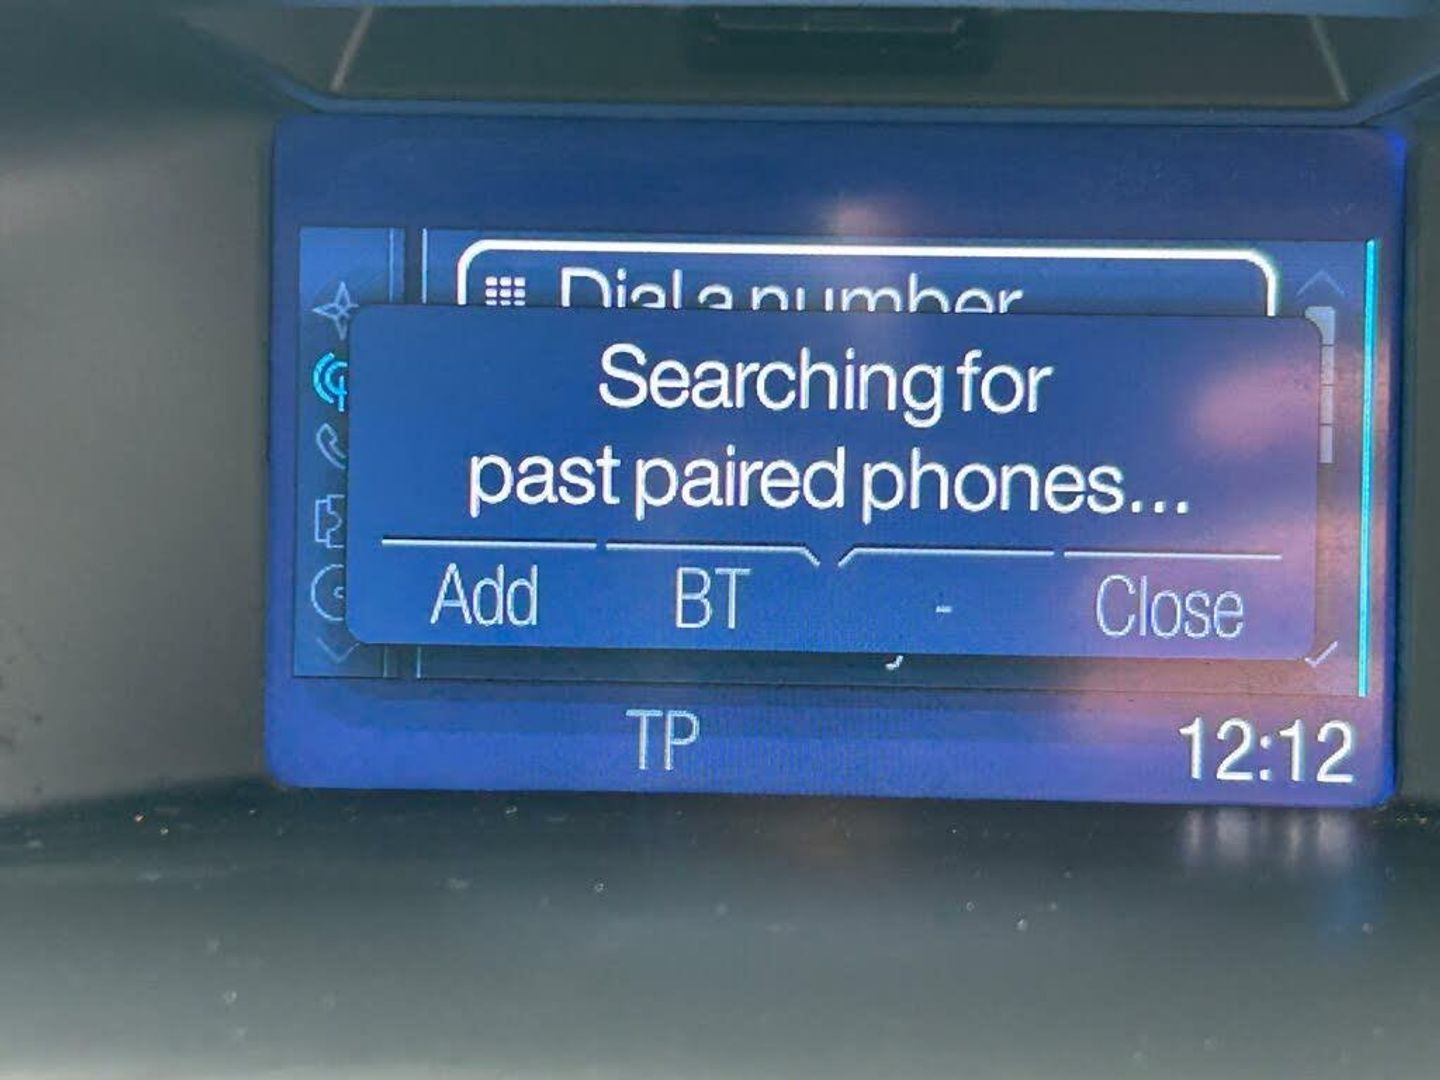 Dial a number
Searching for
past paired phones...
Add BT - Close
TP 12:12